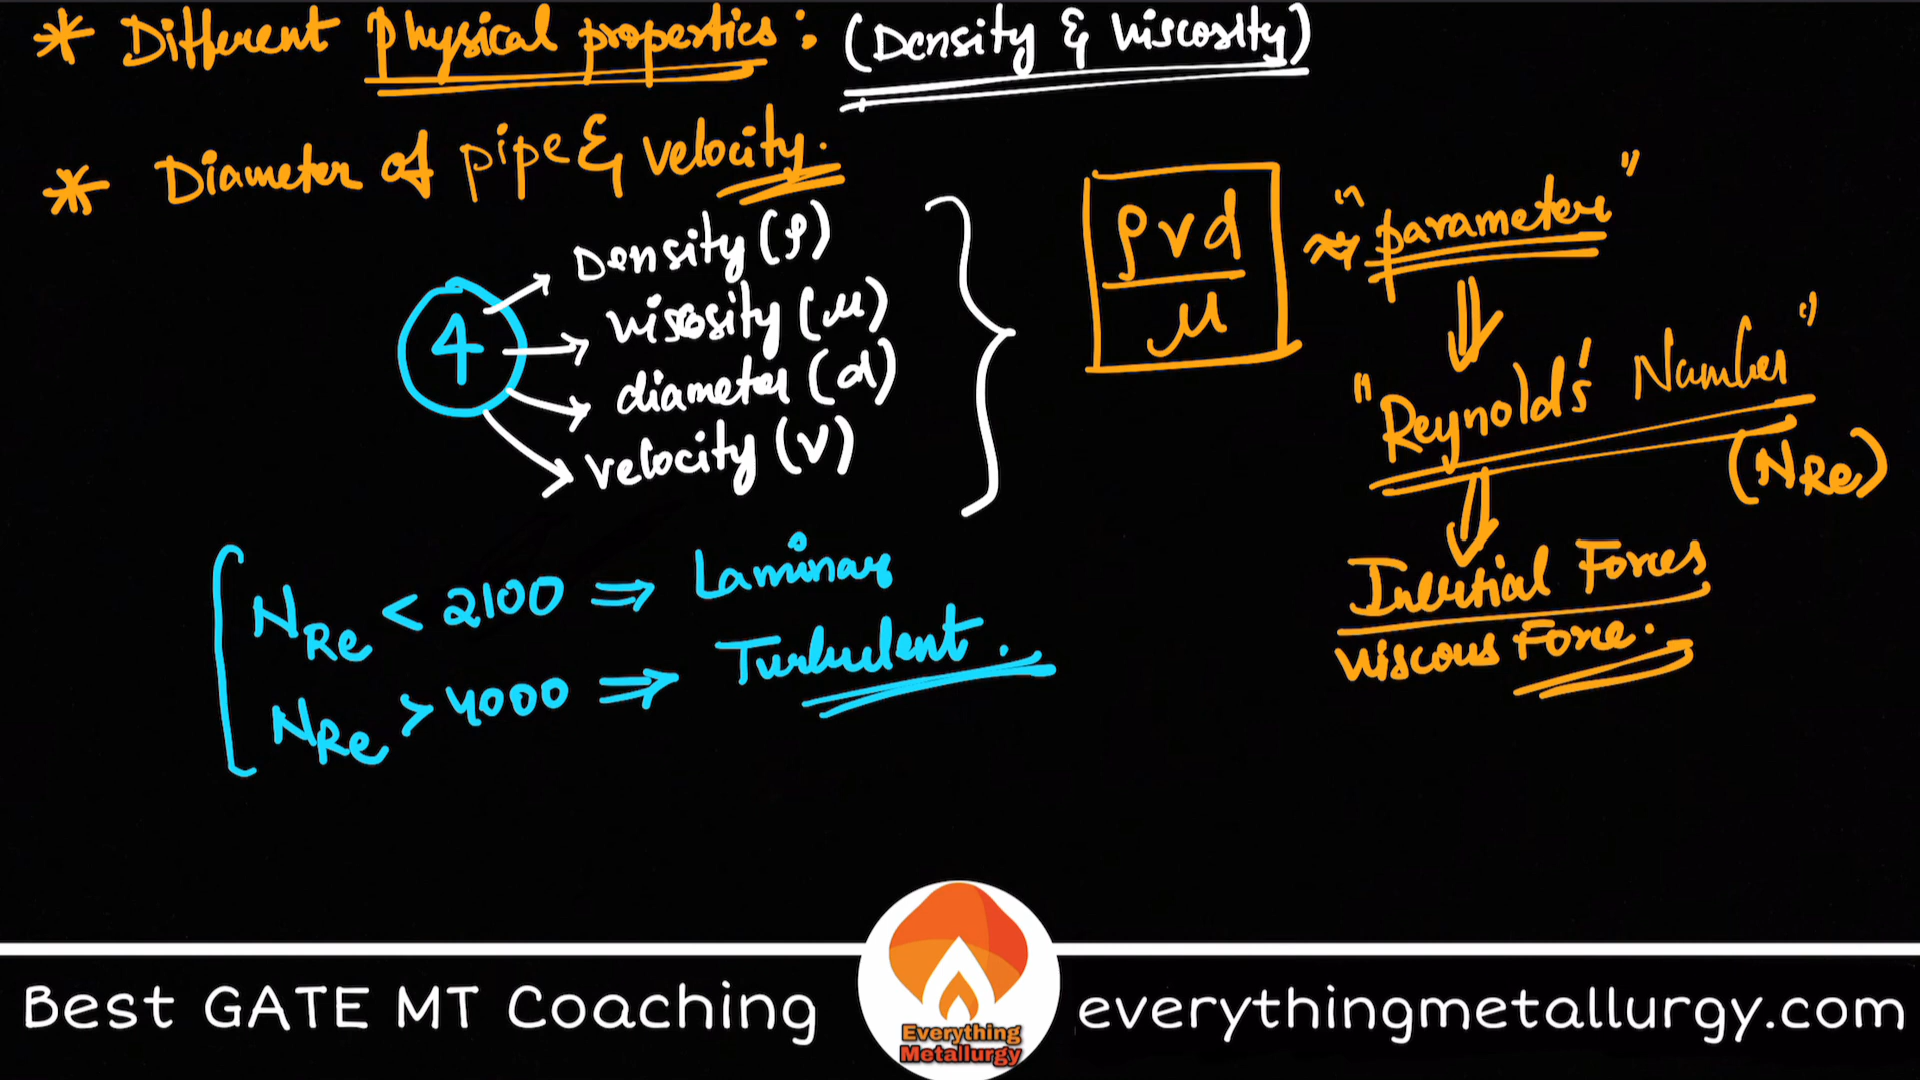 * Different physical properties : (Density & Viscosity)
* Diameter of pipe & velocity.
4
Density (ρ)
viscosity (μ)
diameter (d)
velocity (v)
ρvd
μ
≈ "parameter"
"Reynold's Number"
(NRe)
Inertial Forces
viscous Force.
NRe < 2100 ⇒ Laminar
NRe > 4000 ⇒ Turbulent.
Best GATE MT Coaching
Everything
Metallurgy
everythingmetallurgy.com